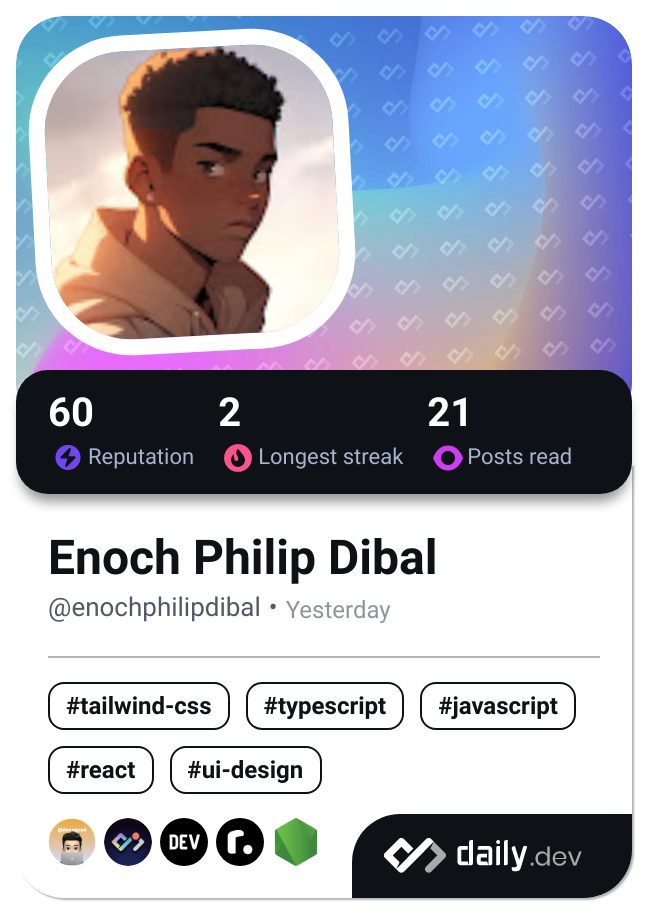 60 2 21
Reputation Longest streak Posts read
Enoch Philip Dibal
@enochphilipdibal • Yesterday
#tailwind-css #typescript #javascript
#react #ui-design
DEV r. daily.dev